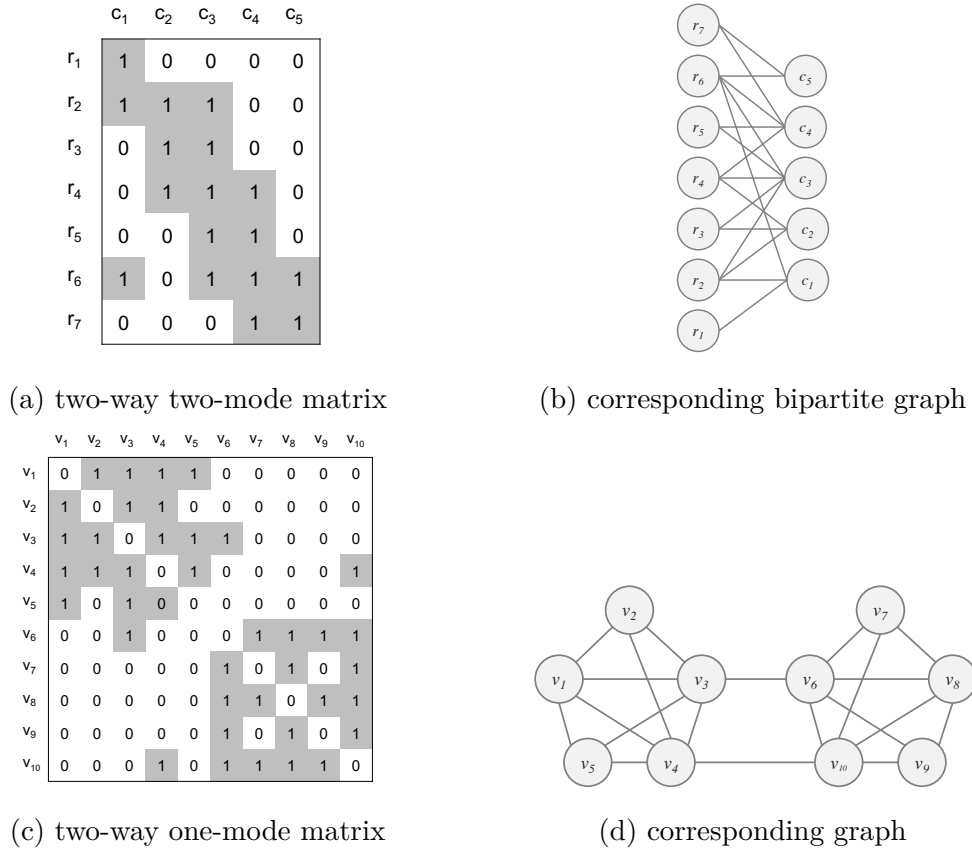 c1 c2 c3 c4 c5
r1 1 0 0 0 0
r2 1 1 1 0 0
r3 0 1 1 0 0
r4 0 1 1 1 0
r5 0 0 1 1 0
r6 1 0 1 1 1
r7 0 0 0 1 1
(a) two-way two-mode matrix
r7
r6 c5
r5 c4
r4 c3
r3 c2
r2 c1
r1
(b) corresponding bipartite graph
v1 v2 v3 v4 v5 v6 v7 v8 v9 v10
v1 0 1 1 1 1 0 0 0 0 0
v2 1 0 1 1 0 0 0 0 0 0
v3 1 1 0 1 1 1 0 0 0 0
v4 1 1 1 0 1 0 0 0 0 1
v5 1 0 1 0 0 0 0 0 0 0
v6 0 0 1 0 0 0 1 1 1 1
v7 0 0 0 0 0 1 0 1 0 1
v8 0 0 0 0 0 1 1 0 1 1
v9 0 0 0 0 0 1 0 1 0 1
v10 0 0 0 1 0 1 1 1 1 0
(c) two-way one-mode matrix
v2 v7
v1 v3 v6 v8
v5 v4 v10 v9
(d) corresponding graph